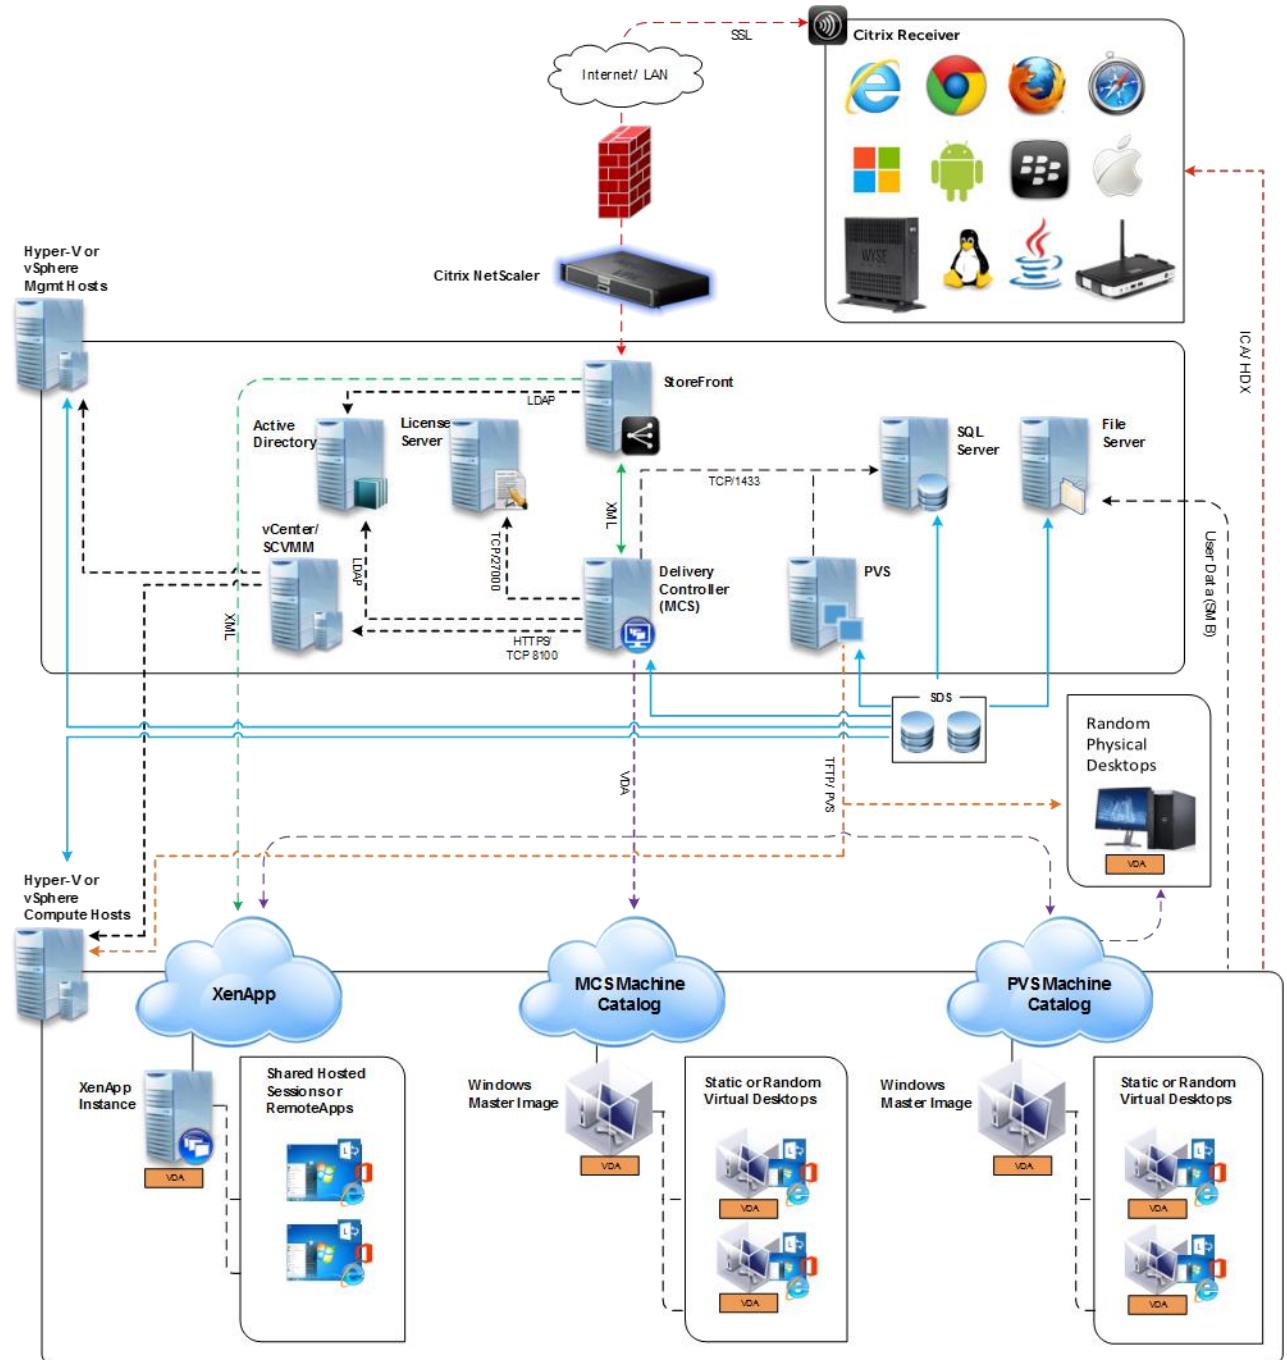 SSL
Citrix Receiver
Internet/ LAN
WYSE
Hyper-V or
vSphere
Mgmt Hosts
Citrix NetScaler
ICA/ HDX
StoreFront
LDAP
Active
Directory
License
Server
SQL
Server
File
Server
TCP/1433
XML
vCenter/
SCVMM
LDAP
TCP/27000
Delivery
Controller
(MCS)
PVS
User Data (SMB)
XML
HTTPS/
TCP 8100
SDS
Random
Physical
Desktops
VDA
TFTP/ PVS
VDA
Hyper-V or
vSphere
Compute Hosts
XenApp
MCS Machine
Catalog
PVS Machine
Catalog
XenApp
Instance
VDA
Shared Hosted
Sessions or
RemoteApps
Windows
Master Image
VDA
Static or Random
Virtual Desktops
VDA
VDA
Windows
Master Image
VDA
Static or Random
Virtual Desktops
VDA
VDA